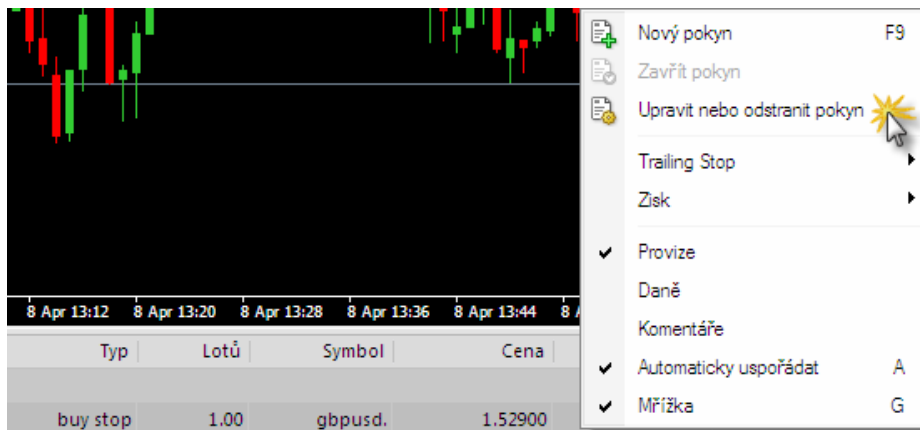 Nový pokyn F9
Zavřít pokyn
Upravit nebo odstranit pokyn
Trailing Stop
Zisk
Provize
Daně
Komentáře
Automaticky uspořádat A
Mřížka G
8 Apr 13:12 8 Apr 13:20 8 Apr 13:28 8 Apr 13:36 8 Apr 13:44 8
Typ Lotů Symbol Cena
buy stop 1.00 gbpusd. 1.52900